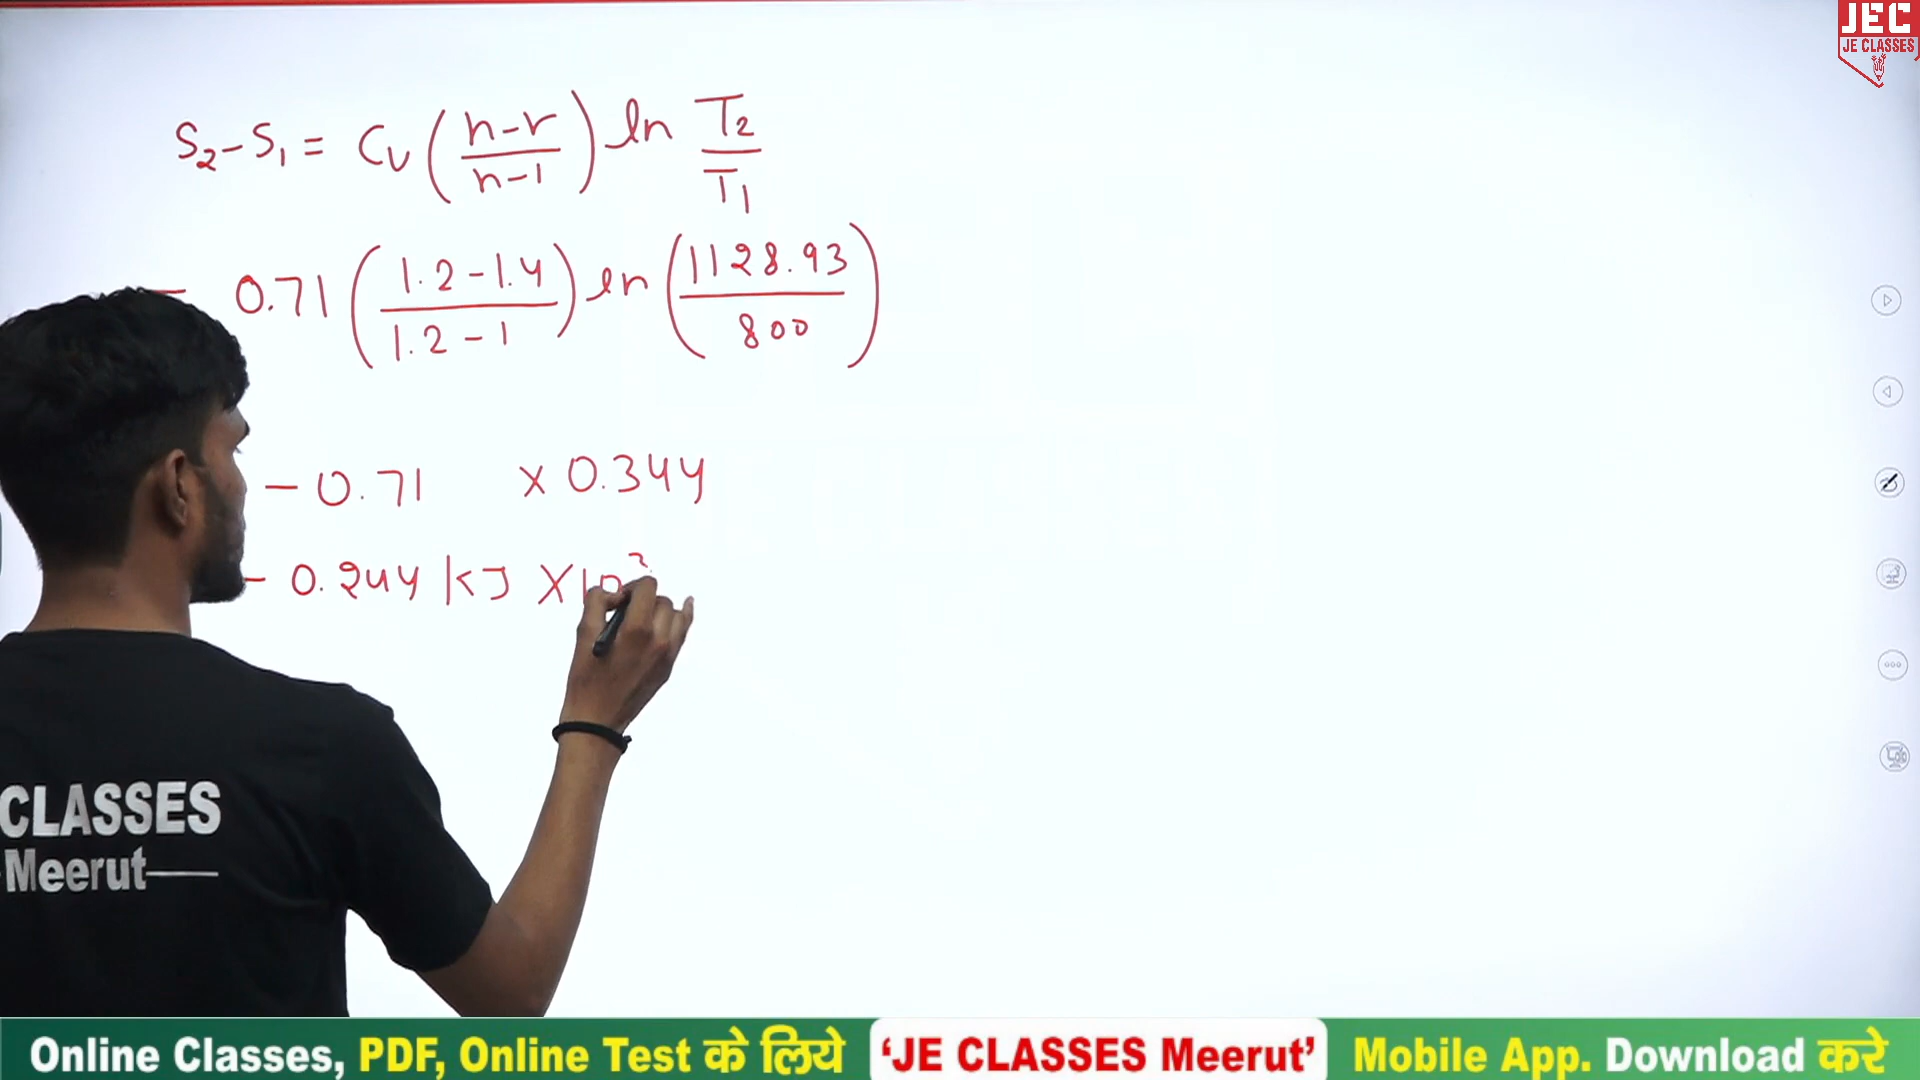 JEC
JE CLASSES
S₂-S₁ = Cv (n-r/n-1) ln T₂/T₁
= 0.71 (1.2-1.4/1.2-1) ln (1128.93/800)
-0.71 × 0.344
- 0.244 KJ ×10³
CLASSES
Meerut
Online Classes, PDF, Online Test के लिये 'JE CLASSES Meerut' Mobile App. Download करे